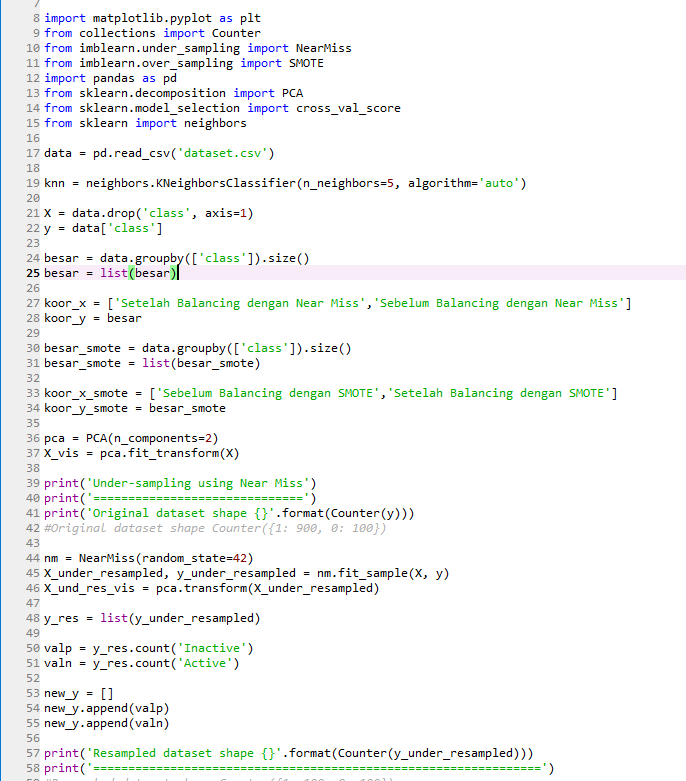 7
8 import matplotlib.pyplot as plt
9 from collections import Counter
10 from imblearn.under_sampling import NearMiss
11 from imblearn.over_sampling import SMOTE
12 import pandas as pd
13 from sklearn.decomposition import PCA
14 from sklearn.model_selection import cross_val_score
15 from sklearn import neighbors
16
17 data = pd.read_csv('dataset.csv')
18
19 knn = neighbors.KNeighborsClassifier(n_neighbors=5, algorithm='auto')
20
21 X = data.drop('class', axis=1)
22 y = data['class']
23
24 besar = data.groupby(['class']).size()
25 besar = list(besar)
26
27 koor_x = ['Setelah Balancing dengan Near Miss','Sebelum Balancing dengan Near Miss']
28 koor_y = besar
29
30 besar_smote = data.groupby(['class']).size()
31 besar_smote = list(besar_smote)
32
33 koor_x_smote = ['Sebelum Balancing dengan SMOTE','Setelah Balancing dengan SMOTE']
34 koor_y_smote = besar_smote
35
36 pca = PCA(n_components=2)
37 X_vis = pca.fit_transform(X)
38
39 print('Under-sampling using Near Miss')
40 print('==============================')
41 print('Original dataset shape {}'.format(Counter(y)))
42 #Original dataset shape Counter({1: 900, 0: 100})
43
44 nm = NearMiss(random_state=42)
45 X_under_resampled, y_under_resampled = nm.fit_sample(X, y)
46 X_und_res_vis = pca.transform(X_under_resampled)
47
48 y_res = list(y_under_resampled)
49
50 valp = y_res.count('Inactive')
51 valn = y_res.count('Active')
52
53 new_y = []
54 new_y.append(valp)
55 new_y.append(valn)
56
57 print('Resampled dataset shape {}'.format(Counter(y_under_resampled)))
58 print('================================================================')